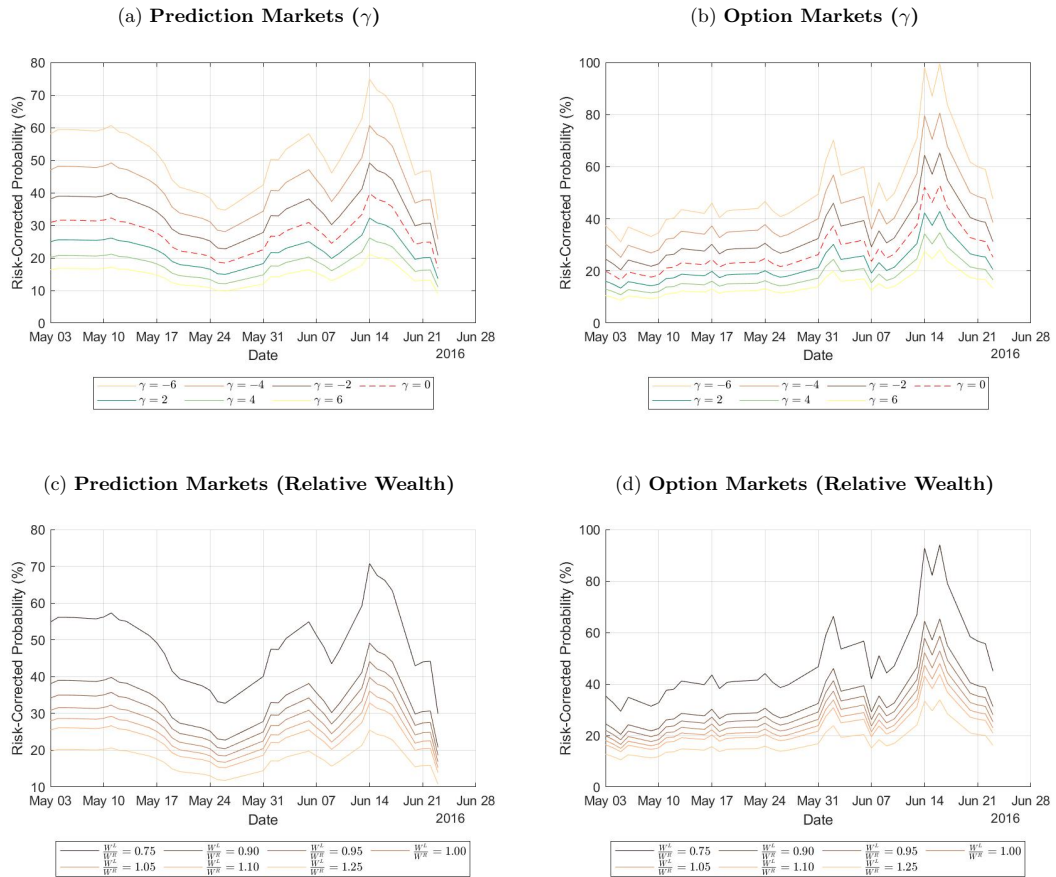 (a) Prediction Markets (γ)
80
70
60
50
40
30
20
10
0
Risk-Corrected Probability (%)
May 03 May 10 May 17 May 24 May 31 Jun 07 Jun 14 Jun 21 Jun 28
Date
2016
γ = −6 γ = −4 γ = −2 γ = 0
γ = 2 γ = 4 γ = 6
(b) Option Markets (γ)
100
80
60
40
20
0
Risk-Corrected Probability (%)
May 03 May 10 May 17 May 24 May 31 Jun 07 Jun 14 Jun 21 Jun 28
Date
2016
γ = −6 γ = −4 γ = −2 γ = 0
γ = 2 γ = 4 γ = 6
(c) Prediction Markets (Relative Wealth)
80
70
60
50
40
30
20
10
Risk-Corrected Probability (%)
May 03 May 10 May 17 May 24 May 31 Jun 07 Jun 14 Jun 21 Jun 28
Date
2016
W^L/W^R = 0.75 W^L/W^R = 0.90 W^L/W^R = 0.95 W^L/W^R = 1.00
W^L/W^R = 1.05 W^L/W^R = 1.10 W^L/W^R = 1.25
(d) Option Markets (Relative Wealth)
100
80
60
40
20
0
Risk-Corrected Probability (%)
May 03 May 10 May 17 May 24 May 31 Jun 07 Jun 14 Jun 21 Jun 28
Date
2016
W^L/W^R = 0.75 W^L/W^R = 0.90 W^L/W^R = 0.95 W^L/W^R = 1.00
W^L/W^R = 1.05 W^L/W^R = 1.10 W^L/W^R = 1.25